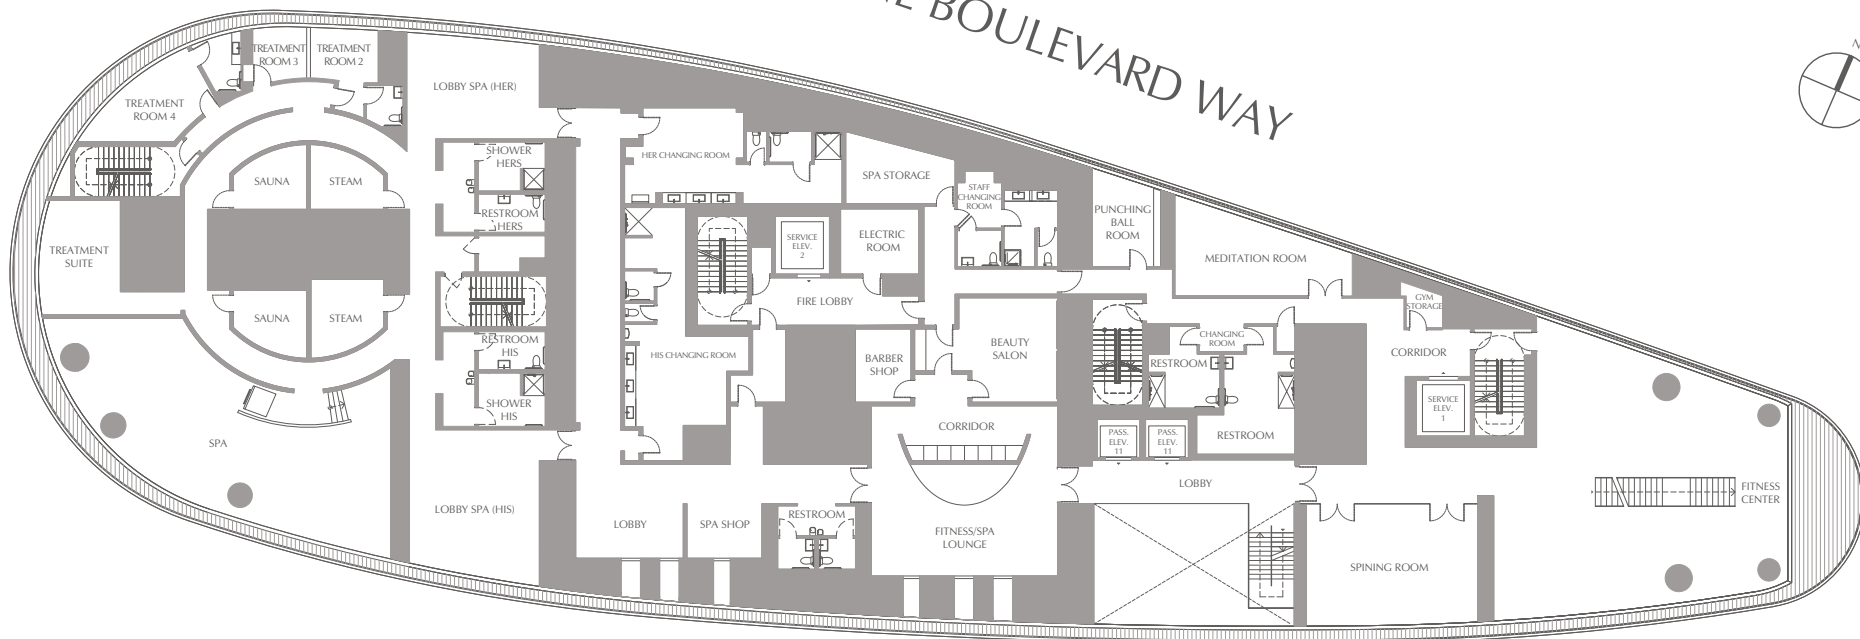 BOULEVARD WAY
N
TREATMENT
ROOM 3
TREATMENT
ROOM 2
TREATMENT
ROOM 4
LOBBY SPA (HER)
SHOWER
HERS
HER CHANGING ROOM
SAUNA
STEAM
SPA STORAGE
STAFF
CHANGING
ROOM
RESTROOM
HERS
PUNCHING
BALL
ROOM
SERVICE
ELEV.
2
ELECTRIC
ROOM
TREATMENT
SUITE
MEDITATION ROOM
FIRE LOBBY
GYM
STORAGE
SAUNA
STEAM
RESTROOM
HIS
HIS CHANGING ROOM
BARBER
SHOP
BEAUTY
SALON
CHANGING
ROOM
RESTROOM
CORRIDOR
SHOWER
HIS
SERVICE
ELEV.
1
SPA
CORRIDOR
PASS.
ELEV.
11
PASS.
ELEV.
11
RESTROOM
LOBBY
FITNESS
CENTER
LOBBY SPA (HIS)
LOBBY
SPA SHOP
RESTROOM
FITNESS/SPA
LOUNGE
SPINING ROOM